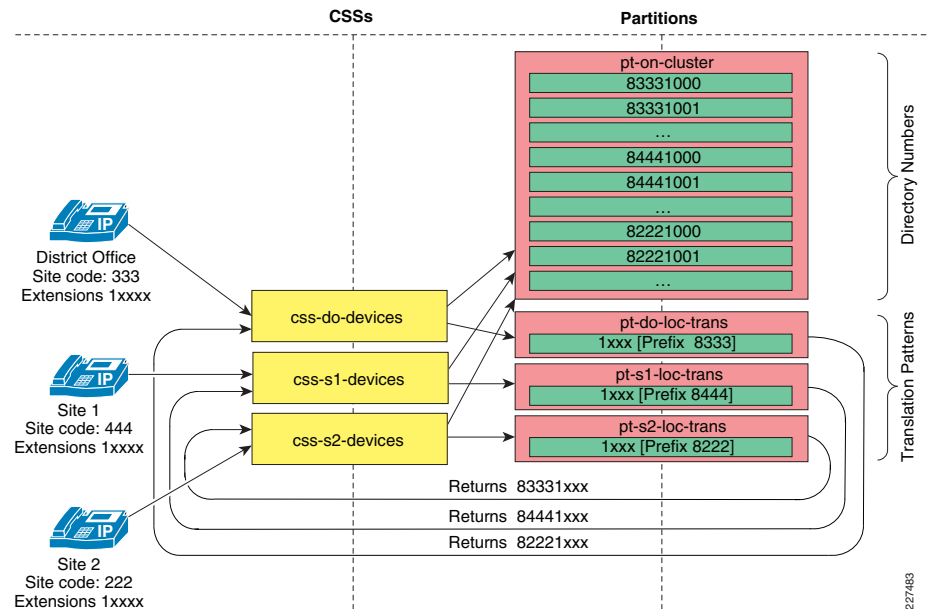 CSSs
Partitions
pt-on-cluster
83331000
83331001
...
84441000
84441001
...
82221000
82221001
...
Directory Numbers
IP
District Office
Site code: 333
Extensions 1xxxx
IP
Site 1
Site code: 444
Extensions 1xxxx
IP
Site 2
Site code: 222
Extensions 1xxxx
css-do-devices
css-s1-devices
css-s2-devices
pt-do-loc-trans
1xxx [Prefix 8333]
pt-s1-loc-trans
1xxx [Prefix 8444]
pt-s2-loc-trans
1xxx [Prefix 8222]
Translation Patterns
Returns 83331xxx
Returns 84441xxx
Returns 82221xxx
227483